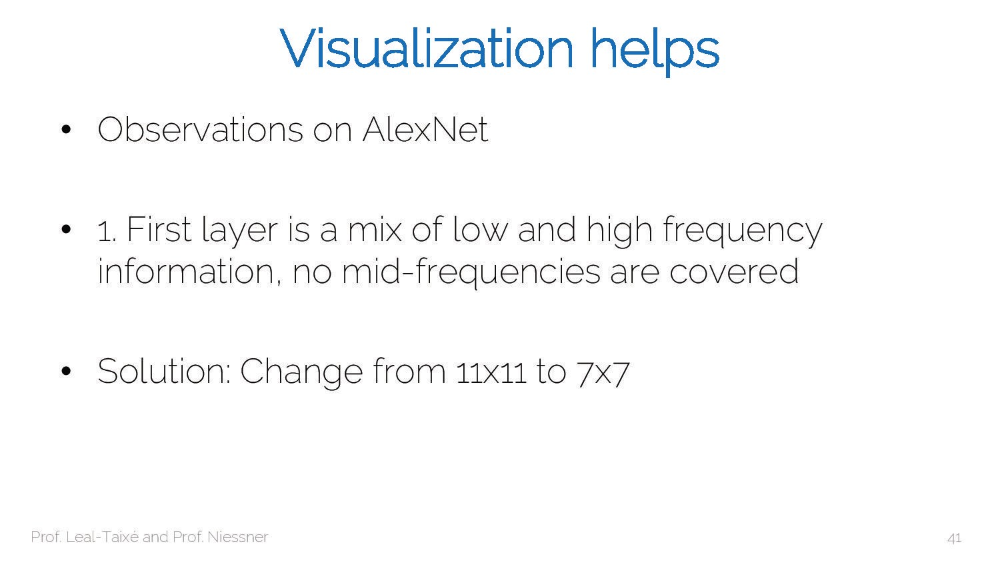 Visualization helps
• Observations on AlexNet
• 1. First layer is a mix of low and high frequency
information, no mid-frequencies are covered
• Solution: Change from 11x11 to 7x7
Prof. Leal-Taixé and Prof. Niessner
41